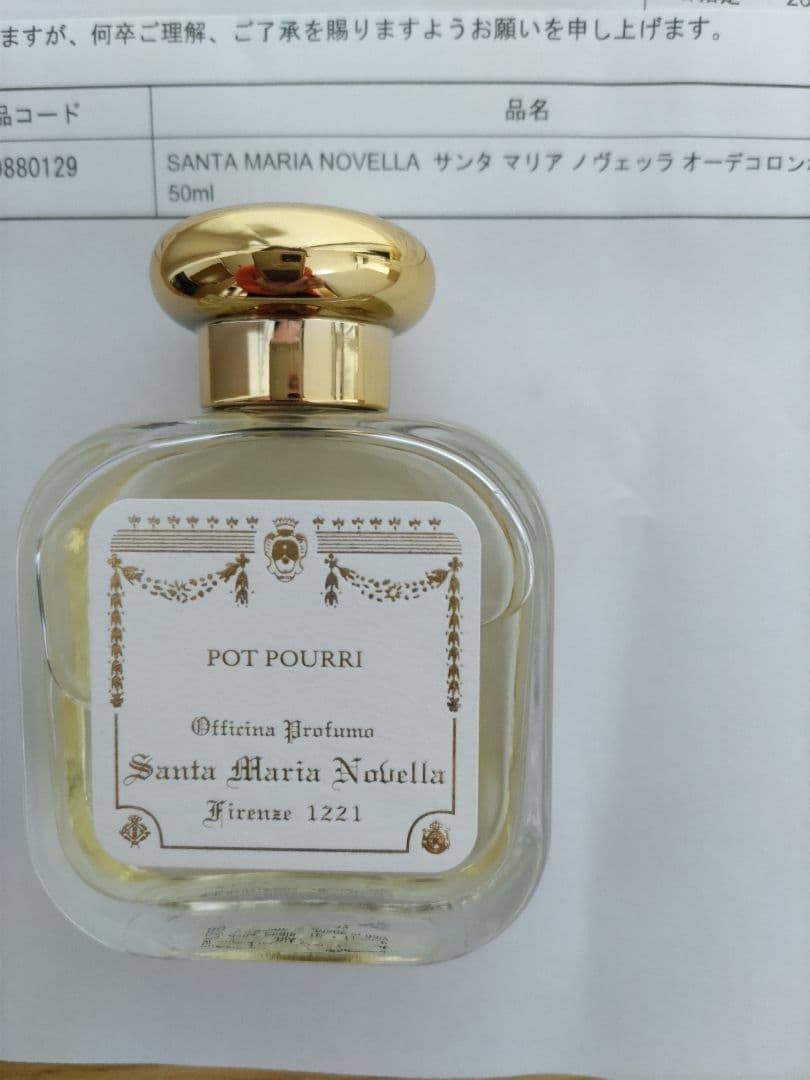 ますが、何卒ご理解、ご了承を賜りますようお願いを申し上げます。
品コード 品名
0880129 SANTA MARIA NOVELLA サンタ マリア ノヴェッラ オーデコロン
50ml
POT POURRI
Officina Profumo
Santa Maria Novella
Firenze 1221